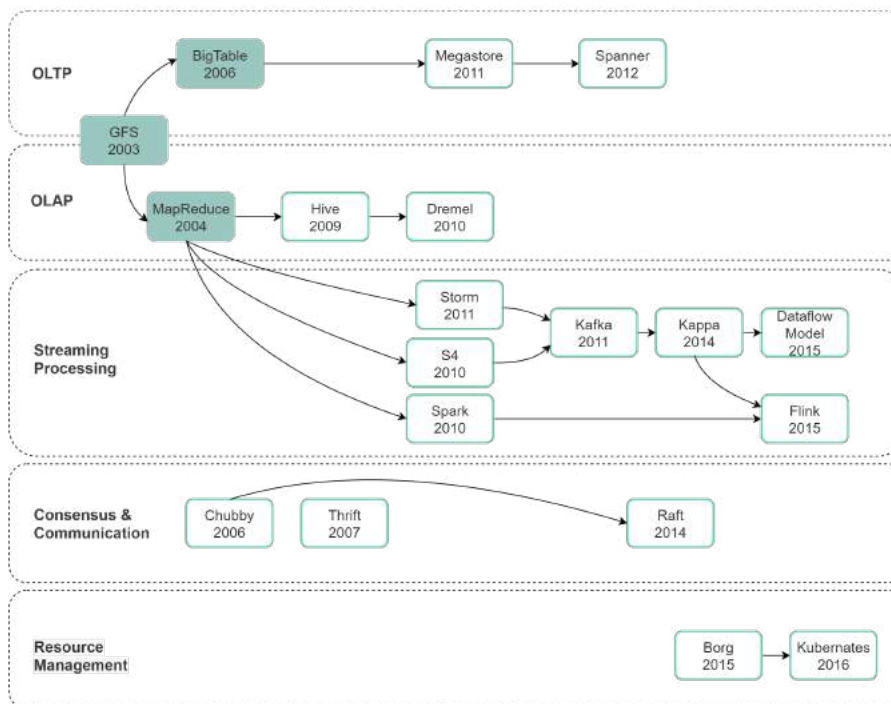 OLTP
BigTable
2006
Megastore
2011
Spanner
2012
GFS
2003
OLAP
MapReduce
2004
Hive
2009
Dremel
2010
Streaming
Processing
Storm
2011
S4
2010
Spark
2010
Kafka
2011
Kappa
2014
Dataflow
Model
2015
Flink
2015
Consensus &
Communication
Chubby
2006
Thrift
2007
Raft
2014
Resource
Management
Borg
2015
Kubernates
2016